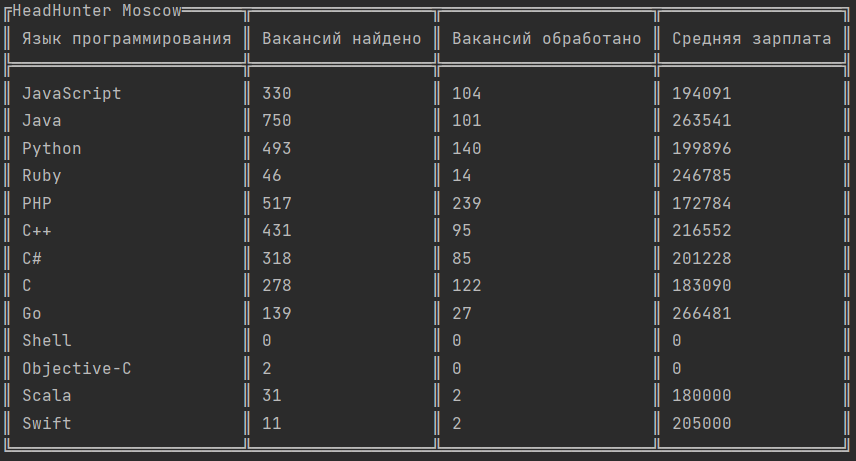 HeadHunter Moscow
Язык программирования Вакансий найдено Вакансий обработано Средняя зарплата
JavaScript 330 104 194091
Java 750 101 263541
Python 493 140 199896
Ruby 46 14 246785
PHP 517 239 172784
C++ 431 95 216552
C# 318 85 201228
C 278 122 183090
Go 139 27 266481
Shell 0 0 0
Objective-C 2 0 0
Scala 31 2 180000
Swift 11 2 205000